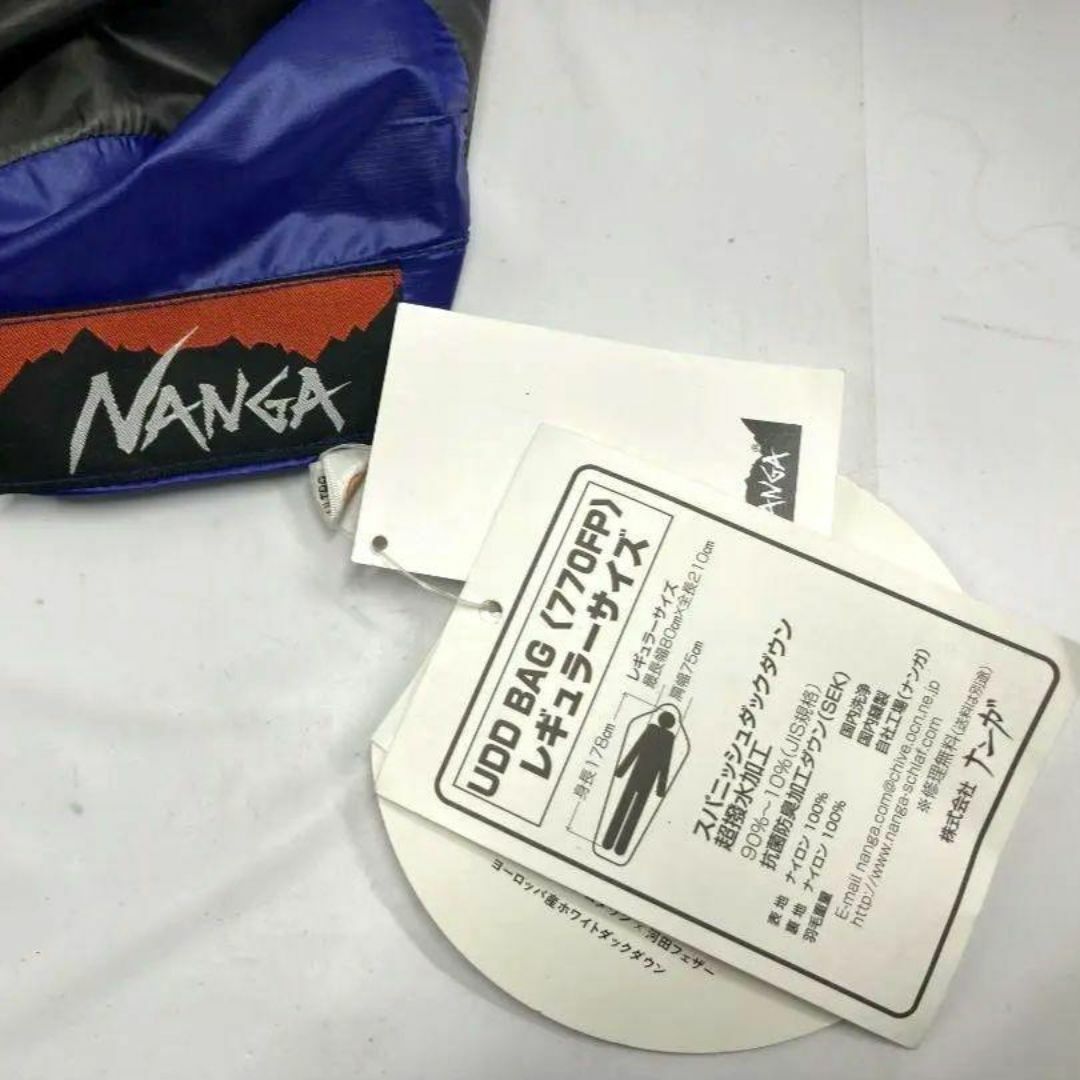 NANGA
ANGA
UDD BAG〈770FP〉
レギュラーサイズ
レギュラーサイズ
最長幅80cm×全長210cm
肩幅75cm
身長178cm
スパニッシュダックダウン
超撥水加工
90%〜10%(JIS規格)
抗菌防臭加工ダウン(SEK)
表地 ナイロン100%
裏地 ナイロン100%
羽毛重量
国内洗浄
国内縫製
自社工場(ナンガ)
E-mail nanga.com@chive.ocn.ne.jp
http://www.nanga-schlaf.com
※修理無料(送料は別途)
株式会社 ナンガ
× 河田フェザー
ヨーロッパ産ホワイトダックダウン